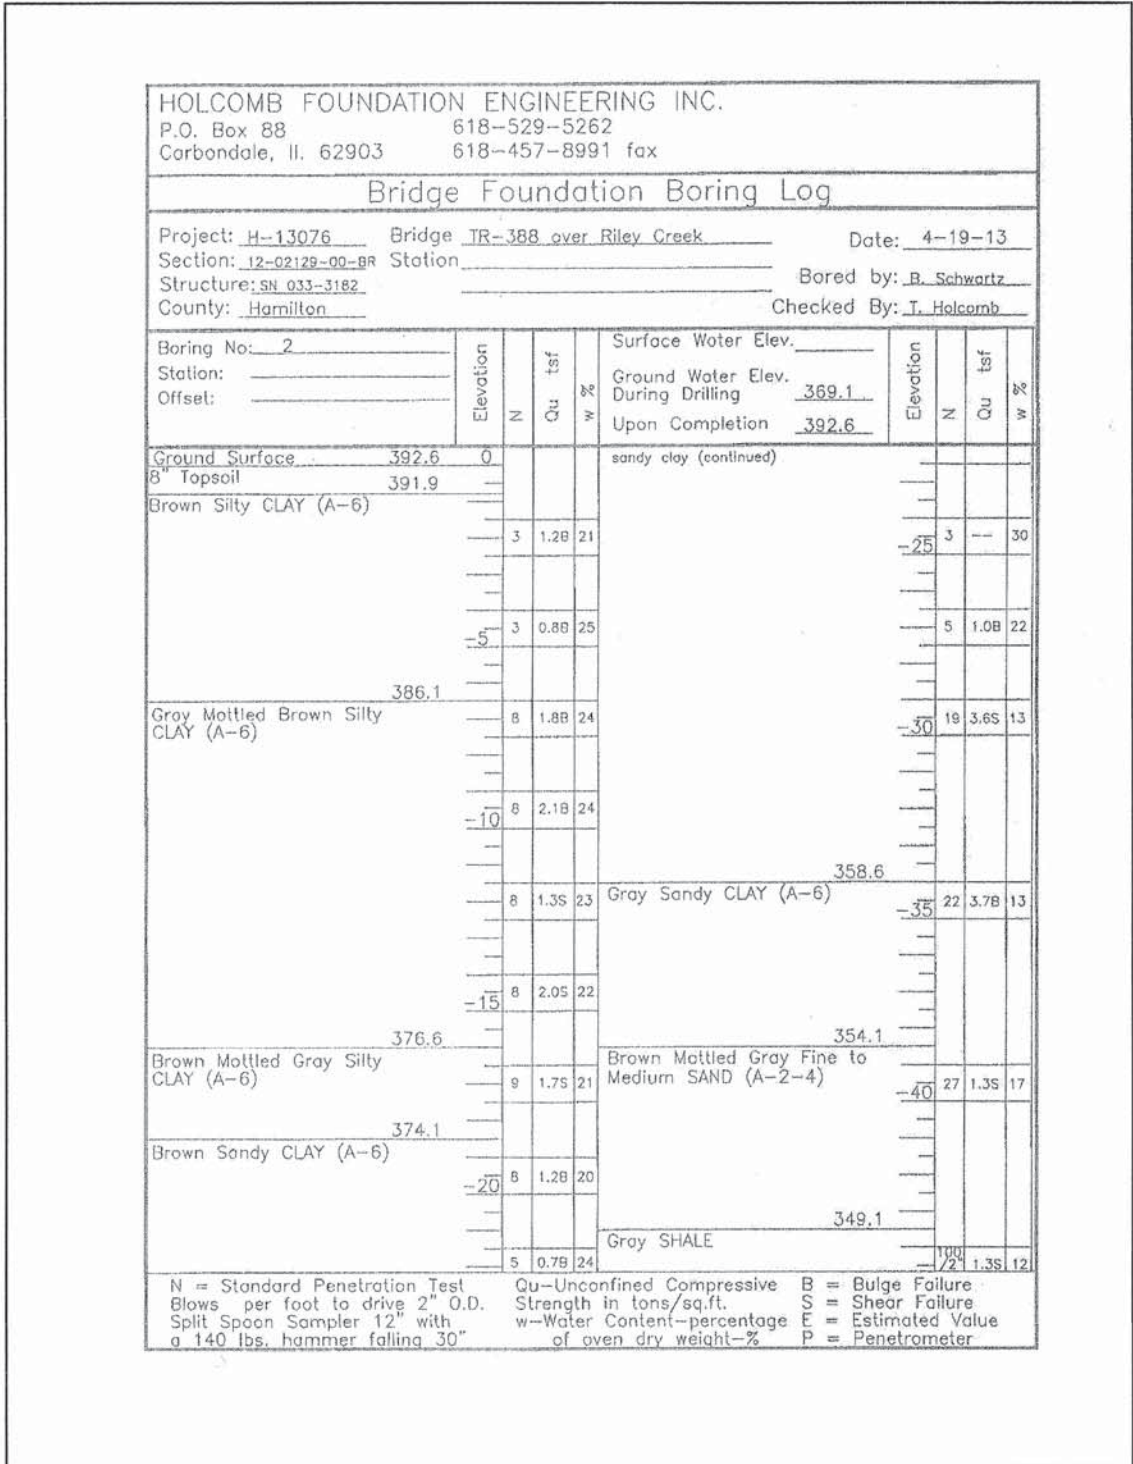 HOLCOMB FOUNDATION ENGINEERING INC.
P.O. Box 88 618-529-5262
Carbondale, Il. 62903 618-457-8991 fax
Bridge Foundation Boring Log
Project: H-13076 Bridge TR-388 over Riley Creek Date: 4-19-13
Section: 12-02129-00-BR Station
Structure: SN 033-3182 Bored by: B. Schwartz
County: Hamilton Checked By: T. Holcomb
Boring No: 2
Station:
Offset:
Elevation
N
Qu tsf
w %
Surface Water Elev.
Ground Water Elev.
During Drilling 369.1
Upon Completion 392.6
Elevation
N
Qu tsf
w %
Ground Surface 392.6 0
8" Topsoil 391.9
Brown Silty CLAY (A-6)
3 1.2B 21
-5 3 0.8B 25
386.1
Gray Mottled Brown Silty
CLAY (A-6)
8 1.8B 24
-10 8 2.1B 24
8 1.3S 23
-15 8 2.0S 22
376.6
Brown Mottled Gray Silty
CLAY (A-6)
9 1.7S 21
374.1
Brown Sandy CLAY (A-6)
-20 8 1.2B 20
5 0.7B 24
sandy clay (continued)
-25 3 -- 30
5 1.0B 22
-30 19 3.6S 13
358.6
Gray Sandy CLAY (A-6)
-35 22 3.7B 13
354.1
Brown Mottled Gray Fine to
Medium SAND (A-2-4)
-40 27 1.3S 17
349.1
Gray SHALE
100/2" 1.3S 12
N = Standard Penetration Test
Blows per foot to drive 2" O.D.
Split Spoon Sampler 12" with
a 140 lbs. hammer falling 30"
Qu-Unconfined Compressive
Strength in tons/sq.ft.
w-Water Content-percentage
of oven dry weight-%
B = Bulge Failure
S = Shear Failure
E = Estimated Value
P = Penetrometer